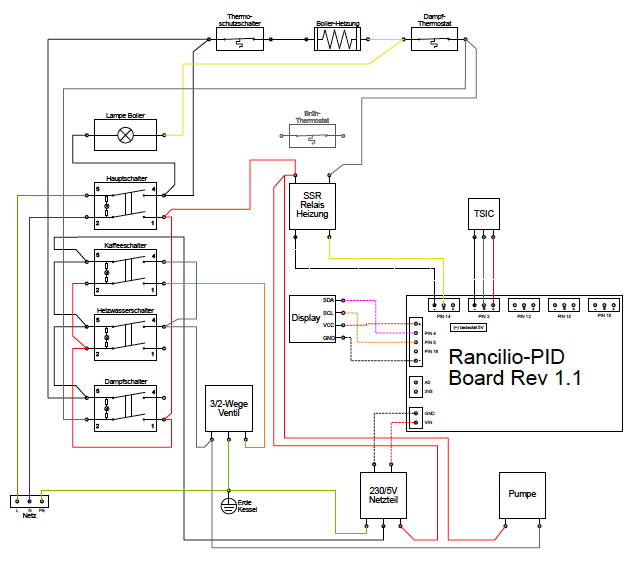 Thermo-
schutzschalter
Boiler-Heizung
Dampf-
Thermostat
Lampe Boiler
Brüh-
Thermostat
Hauptschalter
5
4
2
1
SSR
Relais
Heizung
TSIC
Kaffeeschalter
5
4
2
1
Heizwasserschalter
5
4
2
1
Dampfschalter
5
4
2
1
Display
SDA
SCL
VCC
GND
PIN 14
PIN 2
PIN 12
PIN 13
PIN 15
(+) bedeutet 5V
PIN 4
PIN 5
PIN 16
Rancilio-PID
Board Rev 1.1
A0
3V3
GND
VIN
3/2-Wege
Ventil
230/5V
Netzteil
Pumpe
L N PE
Netz
Erde
Kessel